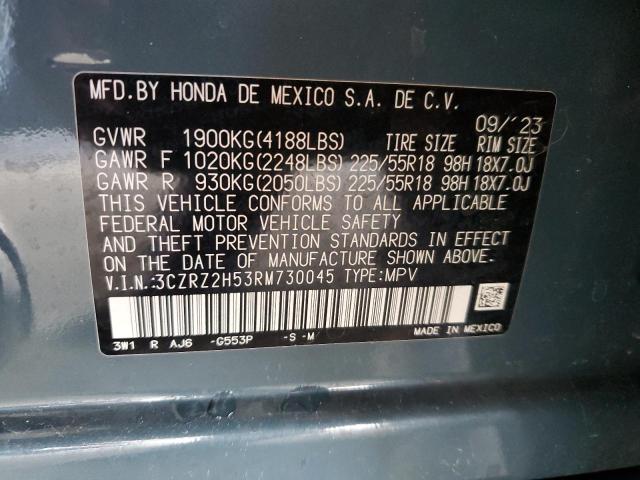 MFD.BY HONDA DE MEXICO S.A. DE C.V.
09/'23
GVWR 1900KG(4188LBS) TIRE SIZE RIM SIZE
GAWR F 1020KG(2248LBS) 225/55R18 98H 18X7.0J
GAWR R 930KG(2050LBS) 225/55R18 98H 18X7.0J
THIS VEHICLE CONFORMS TO ALL APPLICABLE
FEDERAL MOTOR VEHICLE SAFETY
AND THEFT PREVENTION STANDARDS IN EFFECT
ON THE DATE OF MANUFACTURE SHOWN ABOVE.
V.I.N.:3CZRZ2H53RM730045 TYPE:MPV
3W1 R AJ6 -G553P -S -M
MADE IN MEXICO